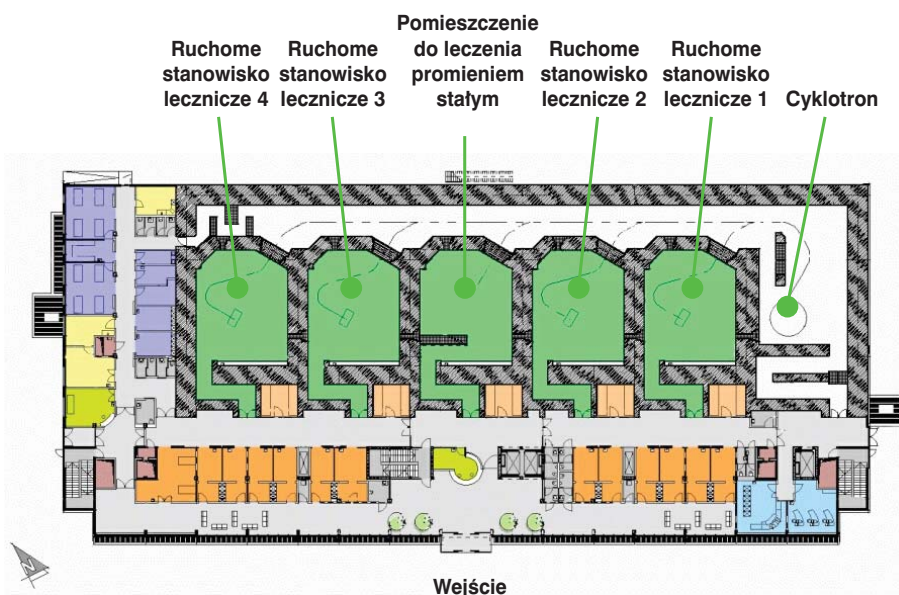 Ruchome
stanowisko
lecznicze 4
Ruchome
stanowisko
lecznicze 3
Pomieszczenie
do leczenia
promieniem
stałym
Ruchome
stanowisko
lecznicze 2
Ruchome
stanowisko
lecznicze 1
Cyklotron
N
Wejście